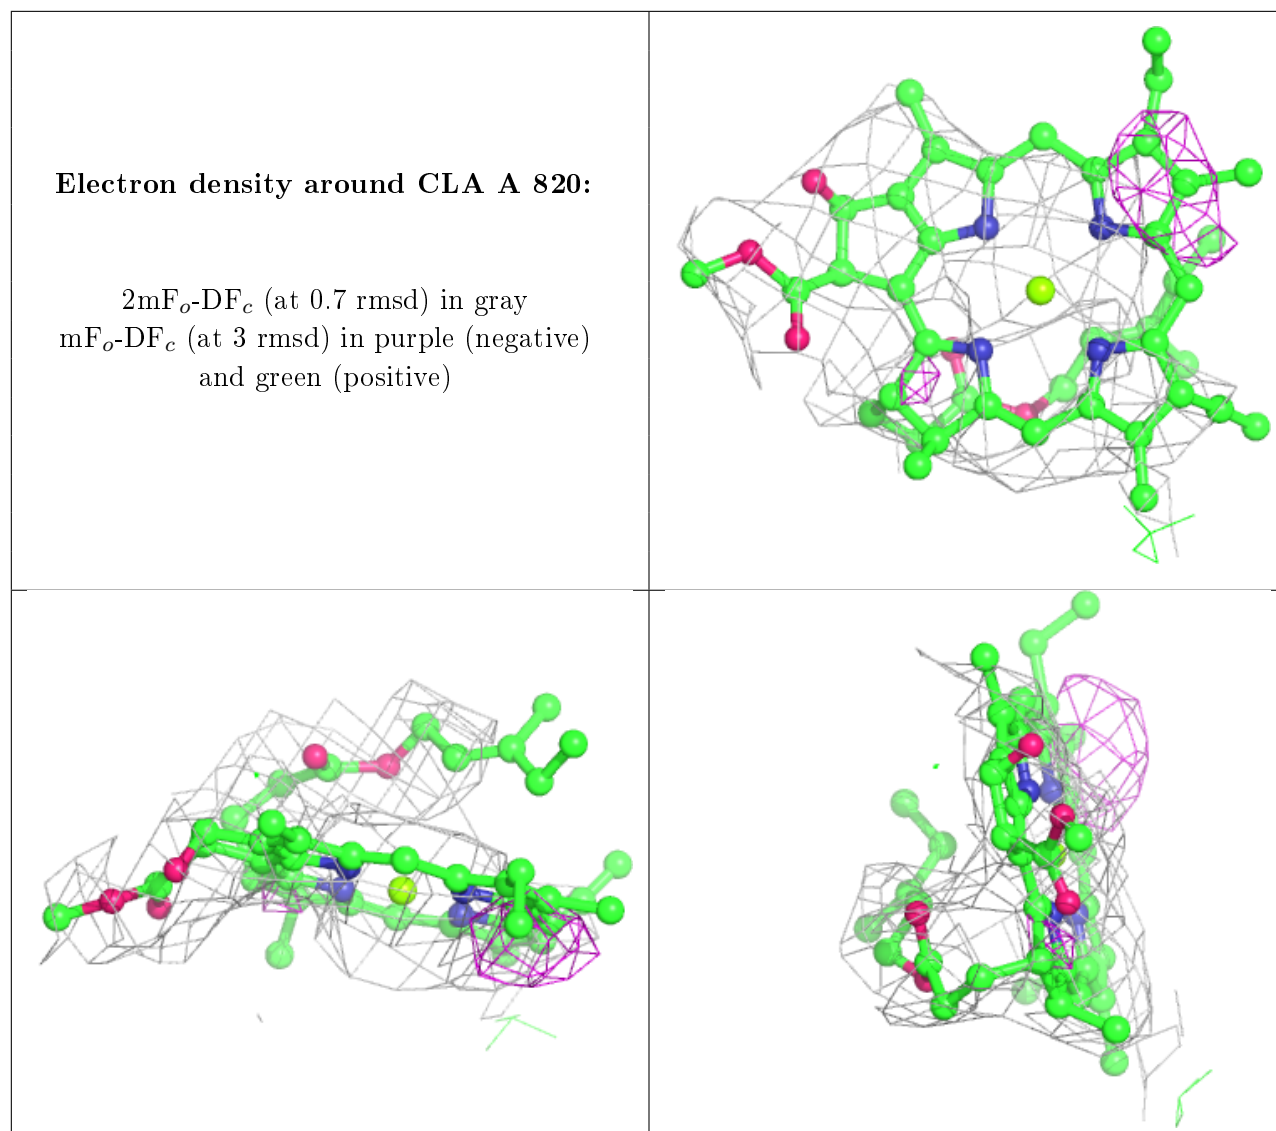 Electron density around CLA A 820:
2mFo-DFc (at 0.7 rmsd) in gray
mFo-DFc (at 3 rmsd) in purple (negative)
and green (positive)